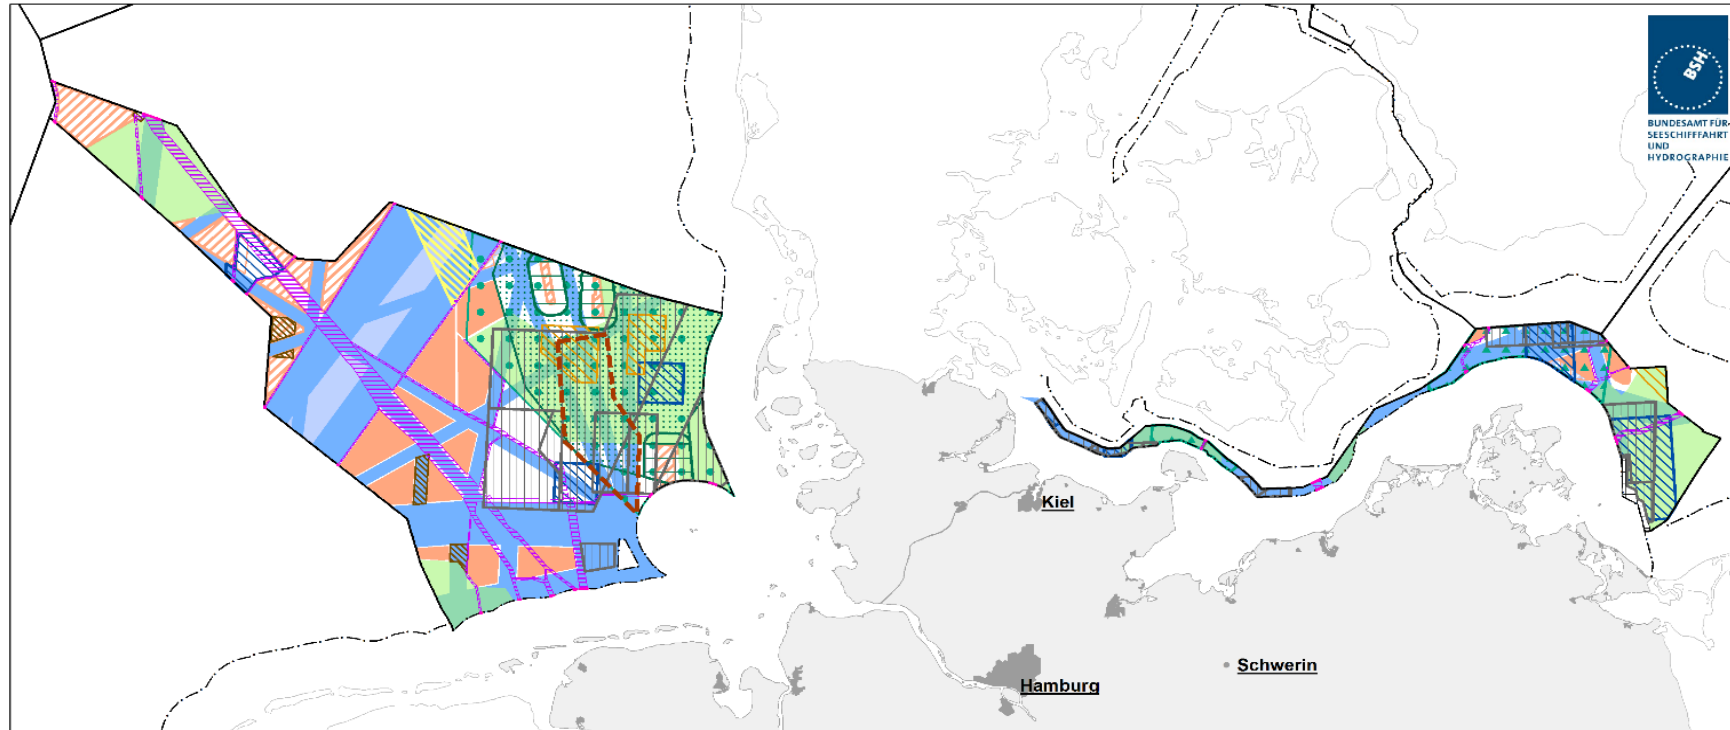 BSH
BUNDESAMT FÜR
SEESCHIFFFAHRT
UND
HYDROGRAPHIE
Kiel
Schwerin
Hamburg